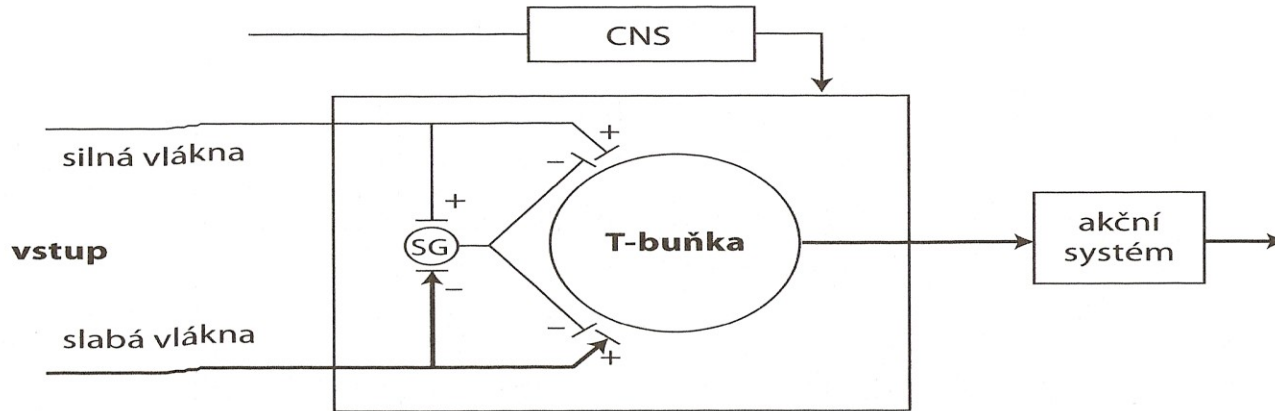 CNS
silná vlákna
+
-
+
vstup
SG
T-buňka
akční
systém
-
-
+
slabá vlákna